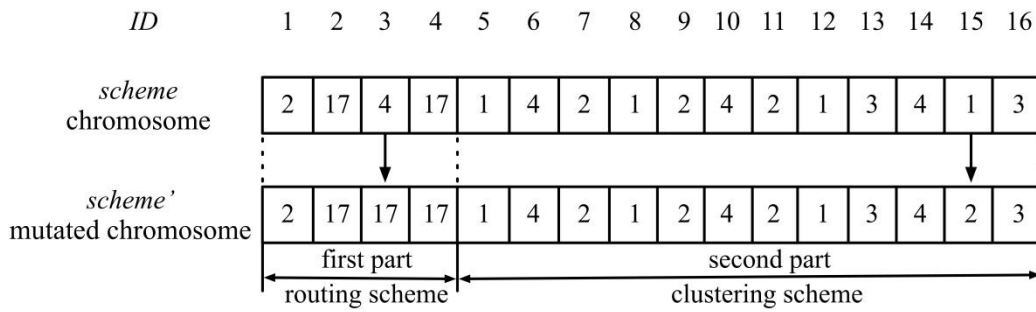 ID 1 2 3 4 5 6 7 8 9 10 11 12 13 14 15 16
scheme
chromosome
2 17 4 17 1 4 2 1 2 4 2 1 3 4 1 3
scheme’
mutated chromosome
2 17 17 17 1 4 2 1 2 4 2 1 3 4 2 3
first part second part
routing scheme clustering scheme